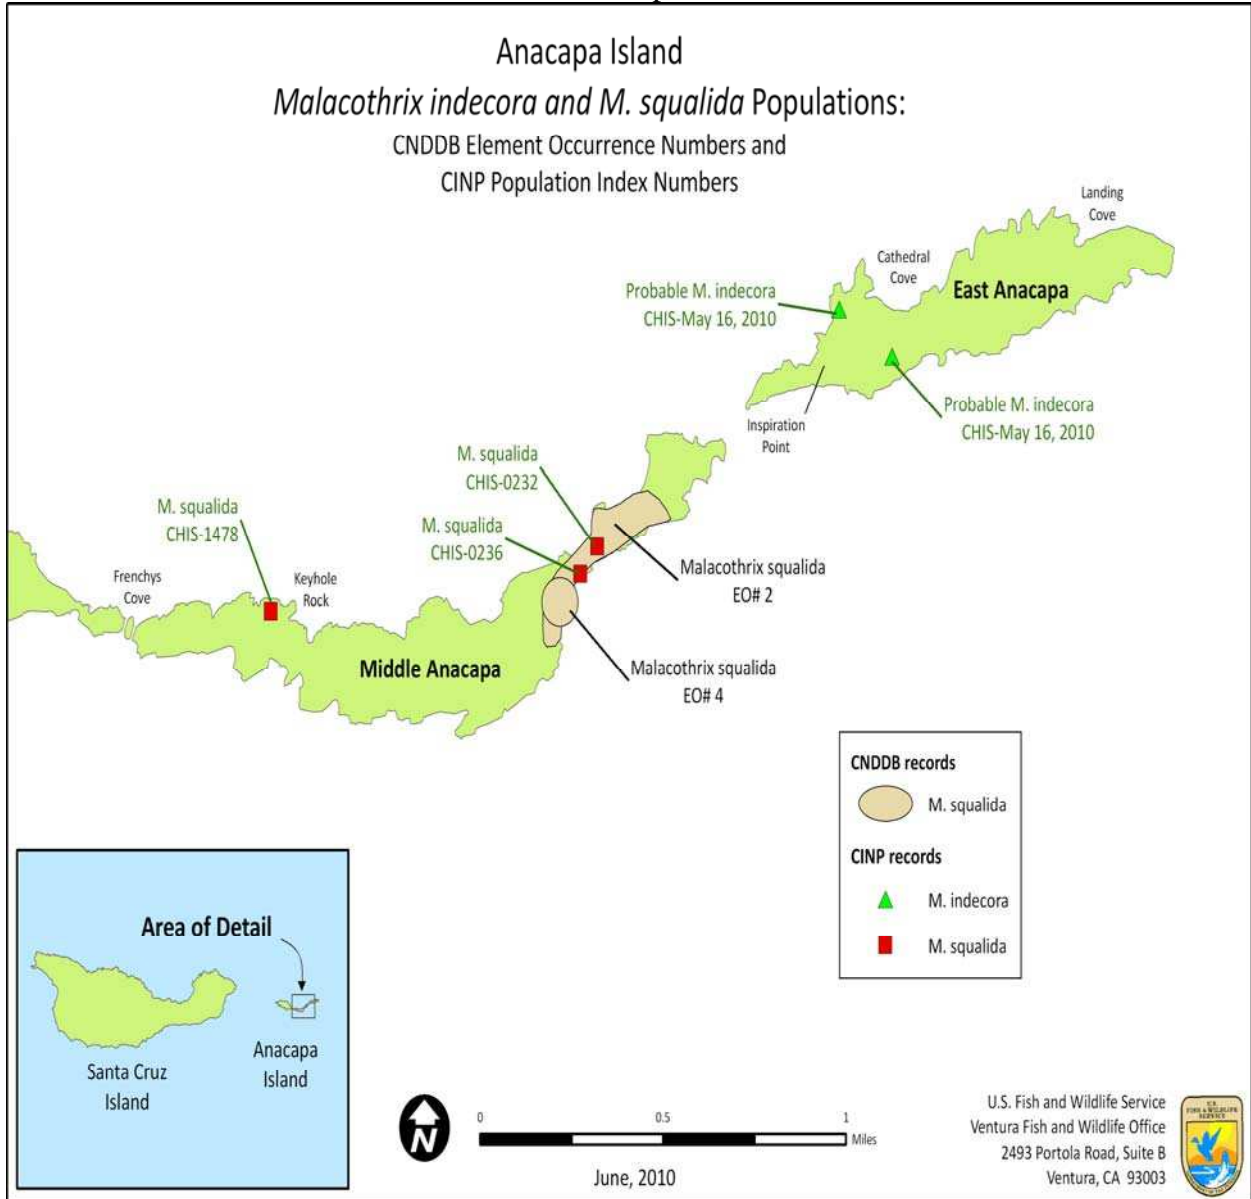 Anacapa Island
Malacothrix indecora and M. squalida Populations:
CNDDB Element Occurrence Numbers and
CINP Population Index Numbers
Landing
Cove
Cathedral
Cove
East Anacapa
Probable M. indecora
CHIS-May 16, 2010
Probable M. indecora
CHIS-May 16, 2010
Inspiration
Point
M. squalida
CHIS-0232
M. squalida
CHIS-1478
M. squalida
CHIS-0236
Malacothrix squalida
EO# 2
Frenchys
Cove
Keyhole
Rock
Middle Anacapa
Malacothrix squalida
EO# 4
CNDDB records
M. squalida
CINP records
M. indecora
M. squalida
Area of Detail
Santa Cruz
Island
Anacapa
Island
N
0
0.5
1
Miles
June, 2010
U.S. Fish and Wildlife Service
Ventura Fish and Wildlife Office
2493 Portola Road, Suite B
Ventura, CA 93003
U.S.
FISH & WILDLIFE
SERVICE